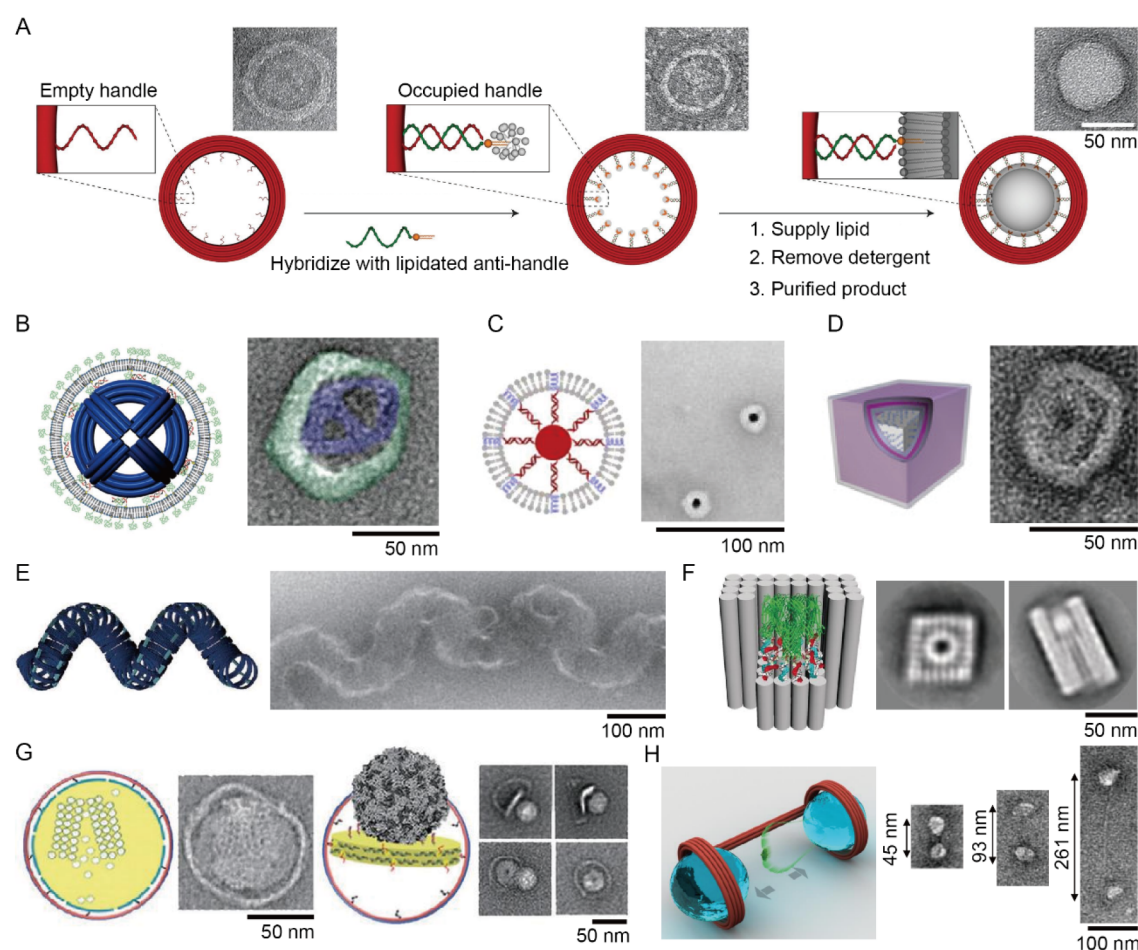 A
Empty handle
Occupied handle
50 nm
Hybridize with lipidated anti-handle
1. Supply lipid
2. Remove detergent
3. Purified product
B
50 nm
C
100 nm
D
50 nm
E
100 nm
F
50 nm
G
50 nm
50 nm
H
45 nm
93 nm
261 nm
100 nm